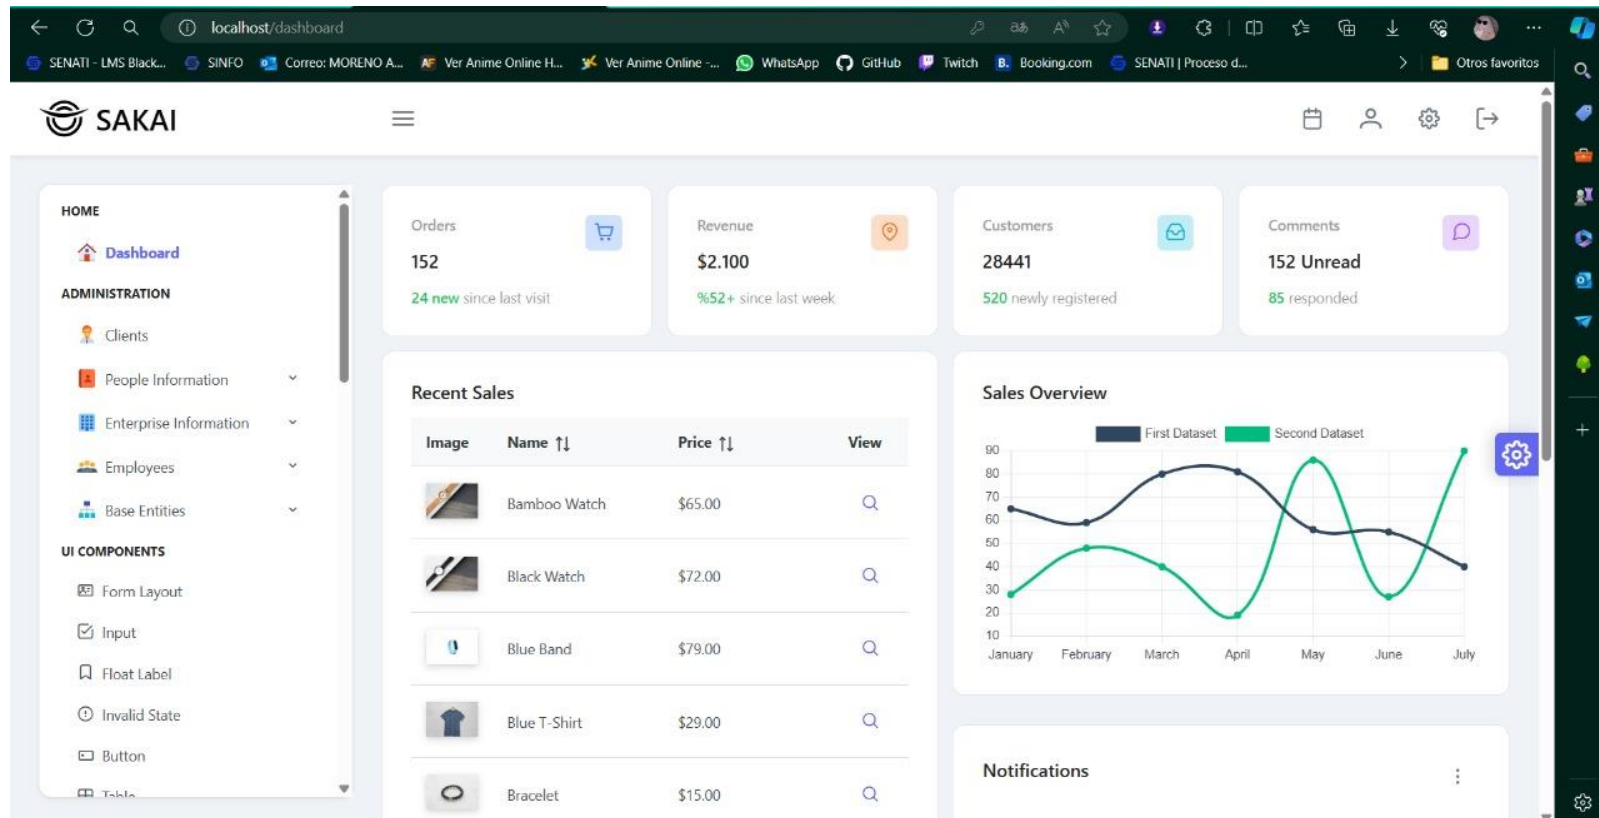 localhost/dashboard
SENATI - LMS Black...
SINFO
Correo: MORENO A...
Ver Anime Online H...
Ver Anime Online -...
WhatsApp
GitHub
Twitch
Booking.com
SENATI | Proceso d...
Otros favoritos
SAKAI
HOME
Dashboard
ADMINISTRATION
Clients
People Information
Enterprise Information
Employees
Base Entities
UI COMPONENTS
Form Layout
Input
Float Label
Invalid State
Button
Table
Orders
152
24 new since last visit
Revenue
$2.100
%52+ since last week
Customers
28441
520 newly registered
Comments
152 Unread
85 responded
Recent Sales
Image Name Price View
Bamboo Watch $65.00
Black Watch $72.00
Blue Band $79.00
Blue T-Shirt $29.00
Bracelet $15.00
Sales Overview
First Dataset Second Dataset
90
80
70
60
50
40
30
20
10
January February March April May June July
Notifications